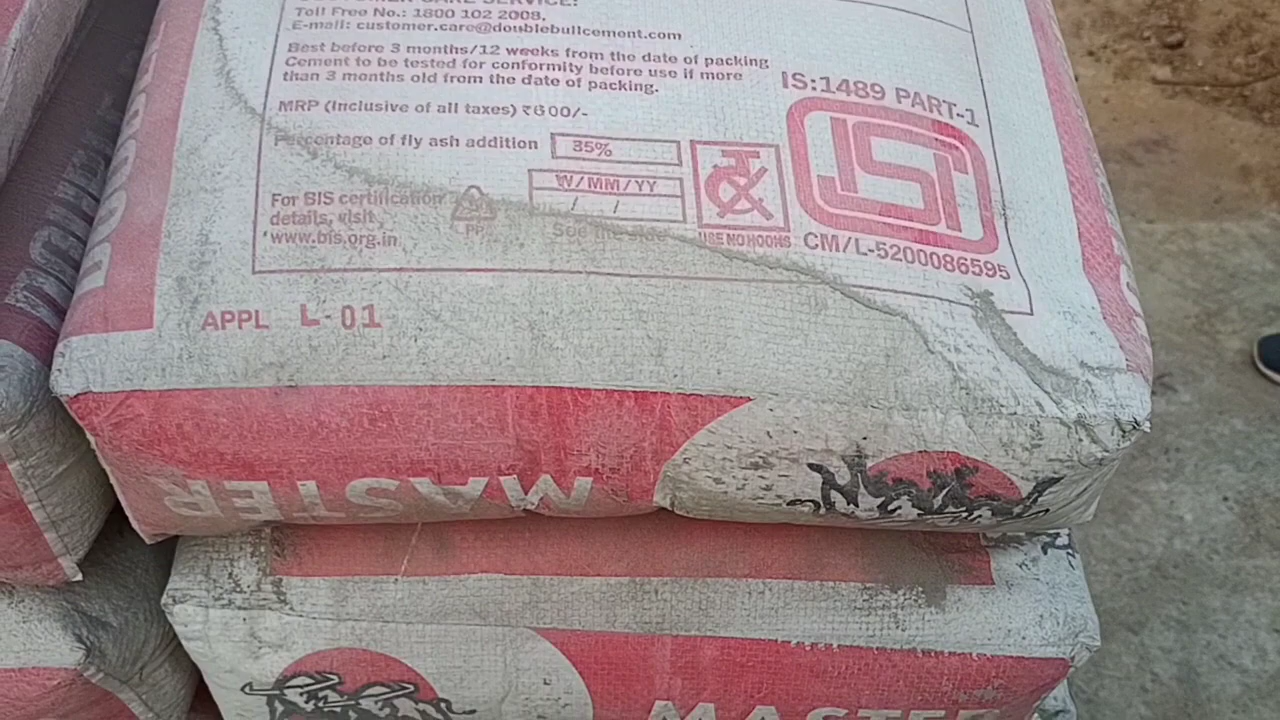 CUSTOMER CARE SERVICE:
Toll Free No.: 1800 102 2008,
E-mail: customer.care@doublebullcement.com
Best before 3 months/12 weeks from the date of packing
Cement to be tested for conformity before use if more
than 3 months old from the date of packing.
MRP (Inclusive of all taxes) ₹600/-
Percentage of fly ash addition 35%
W/MM/YY
/ /
See the side
For BIS certification
details, visit
www.bis.org.in
PP
USE NO HOOKS
IS:1489 PART-1
ISI
CM/L-5200086595
APPL L-01
MASTER
MASTER